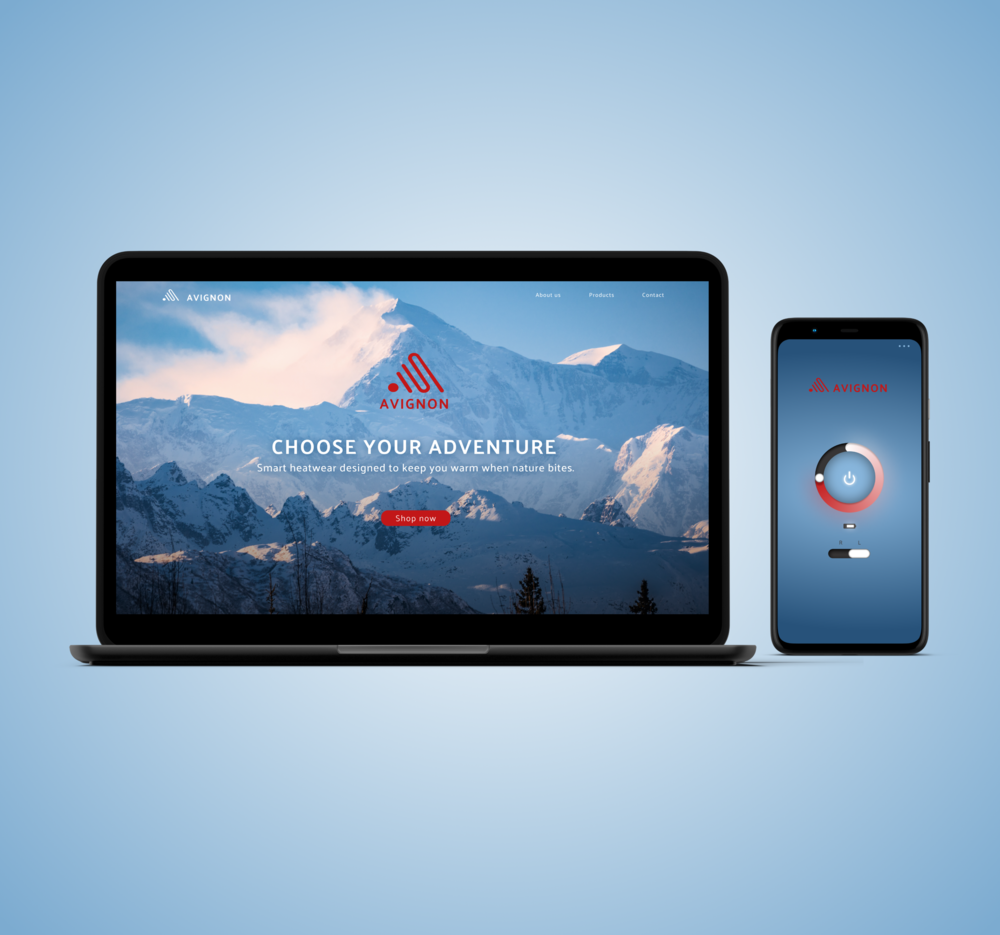 AVIGNON
About us Products Contact
AVIGNON
CHOOSE YOUR ADVENTURE
Smart heatwear designed to keep you warm when nature bites.
Shop now
AVIGNON
R L